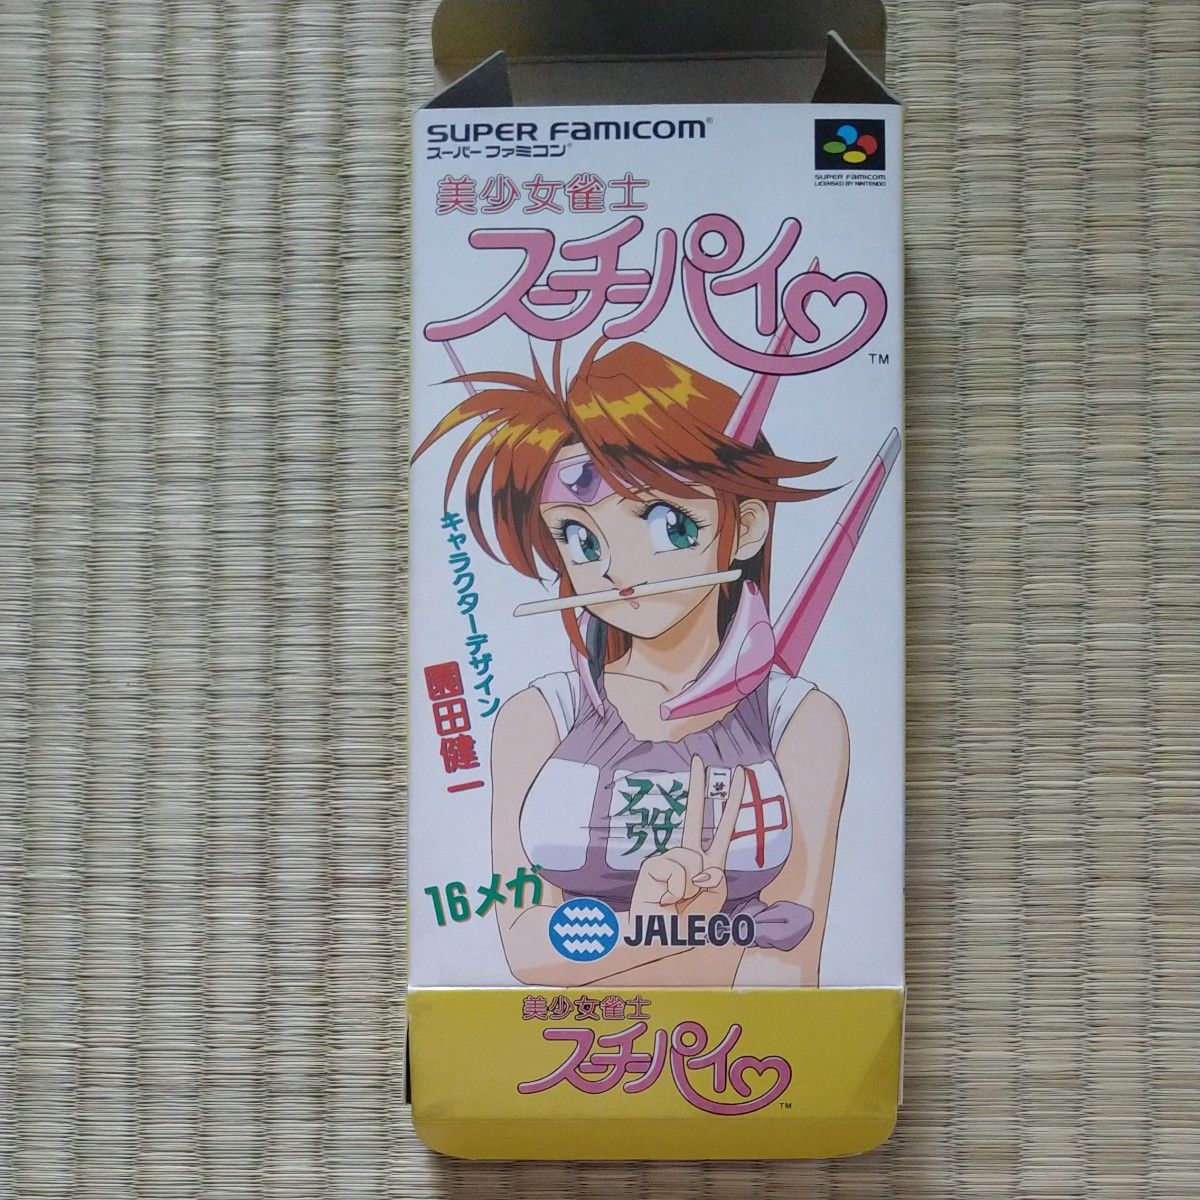 SUPER FAMICOM®
スーパーファミコン®
SUPER FAMICOM
LICENSED BY NINTENDO
美少女雀士
スーチーパイ
TM
キャラクターデザイン
園田健一
發 中
16メガ
JALECO
美少女雀士
スーチーパイ
TM